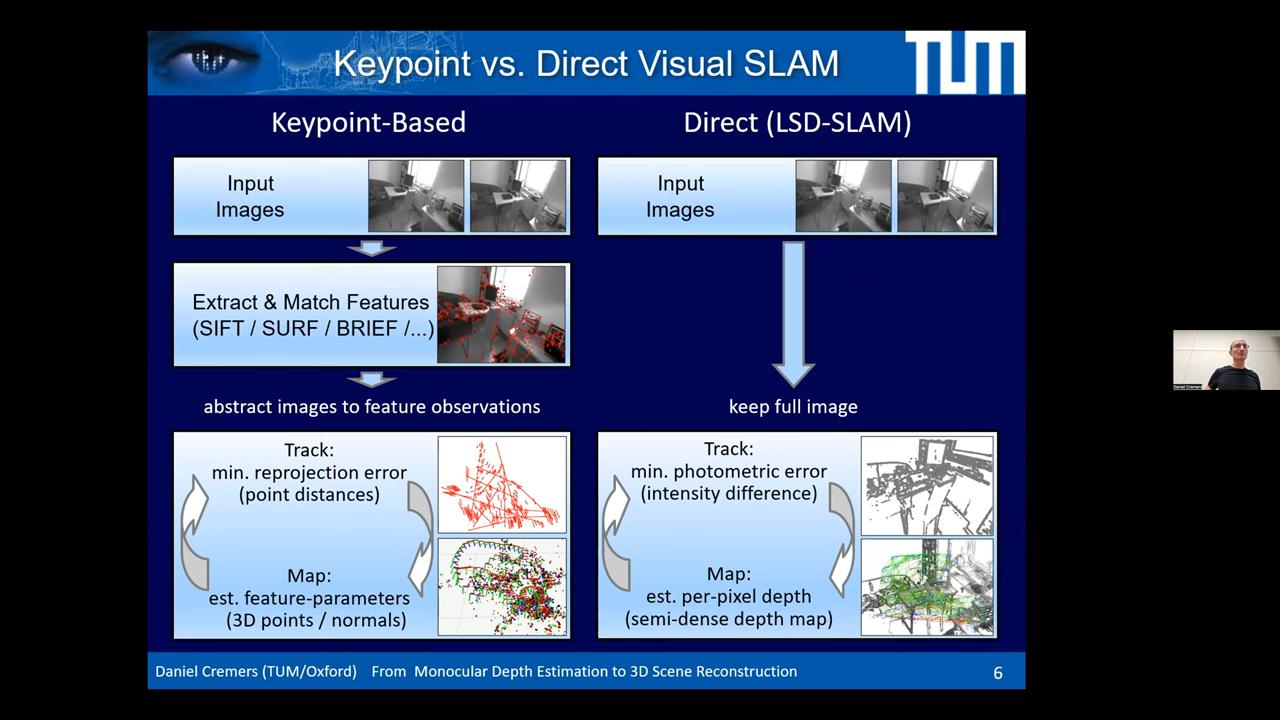 Keypoint vs. Direct Visual SLAM
TUM
Keypoint-Based
Input
Images
Extract & Match Features
(SIFT / SURF / BRIEF /...)
abstract images to feature observations
Track:
min. reprojection error
(point distances)
Map:
est. feature-parameters
(3D points / normals)
Direct (LSD-SLAM)
Input
Images
keep full image
Track:
min. photometric error
(intensity difference)
Map:
est. per-pixel depth
(semi-dense depth map)
Daniel Cremers (TUM/Oxford) From Monocular Depth Estimation to 3D Scene Reconstruction
6
Daniel Cremers